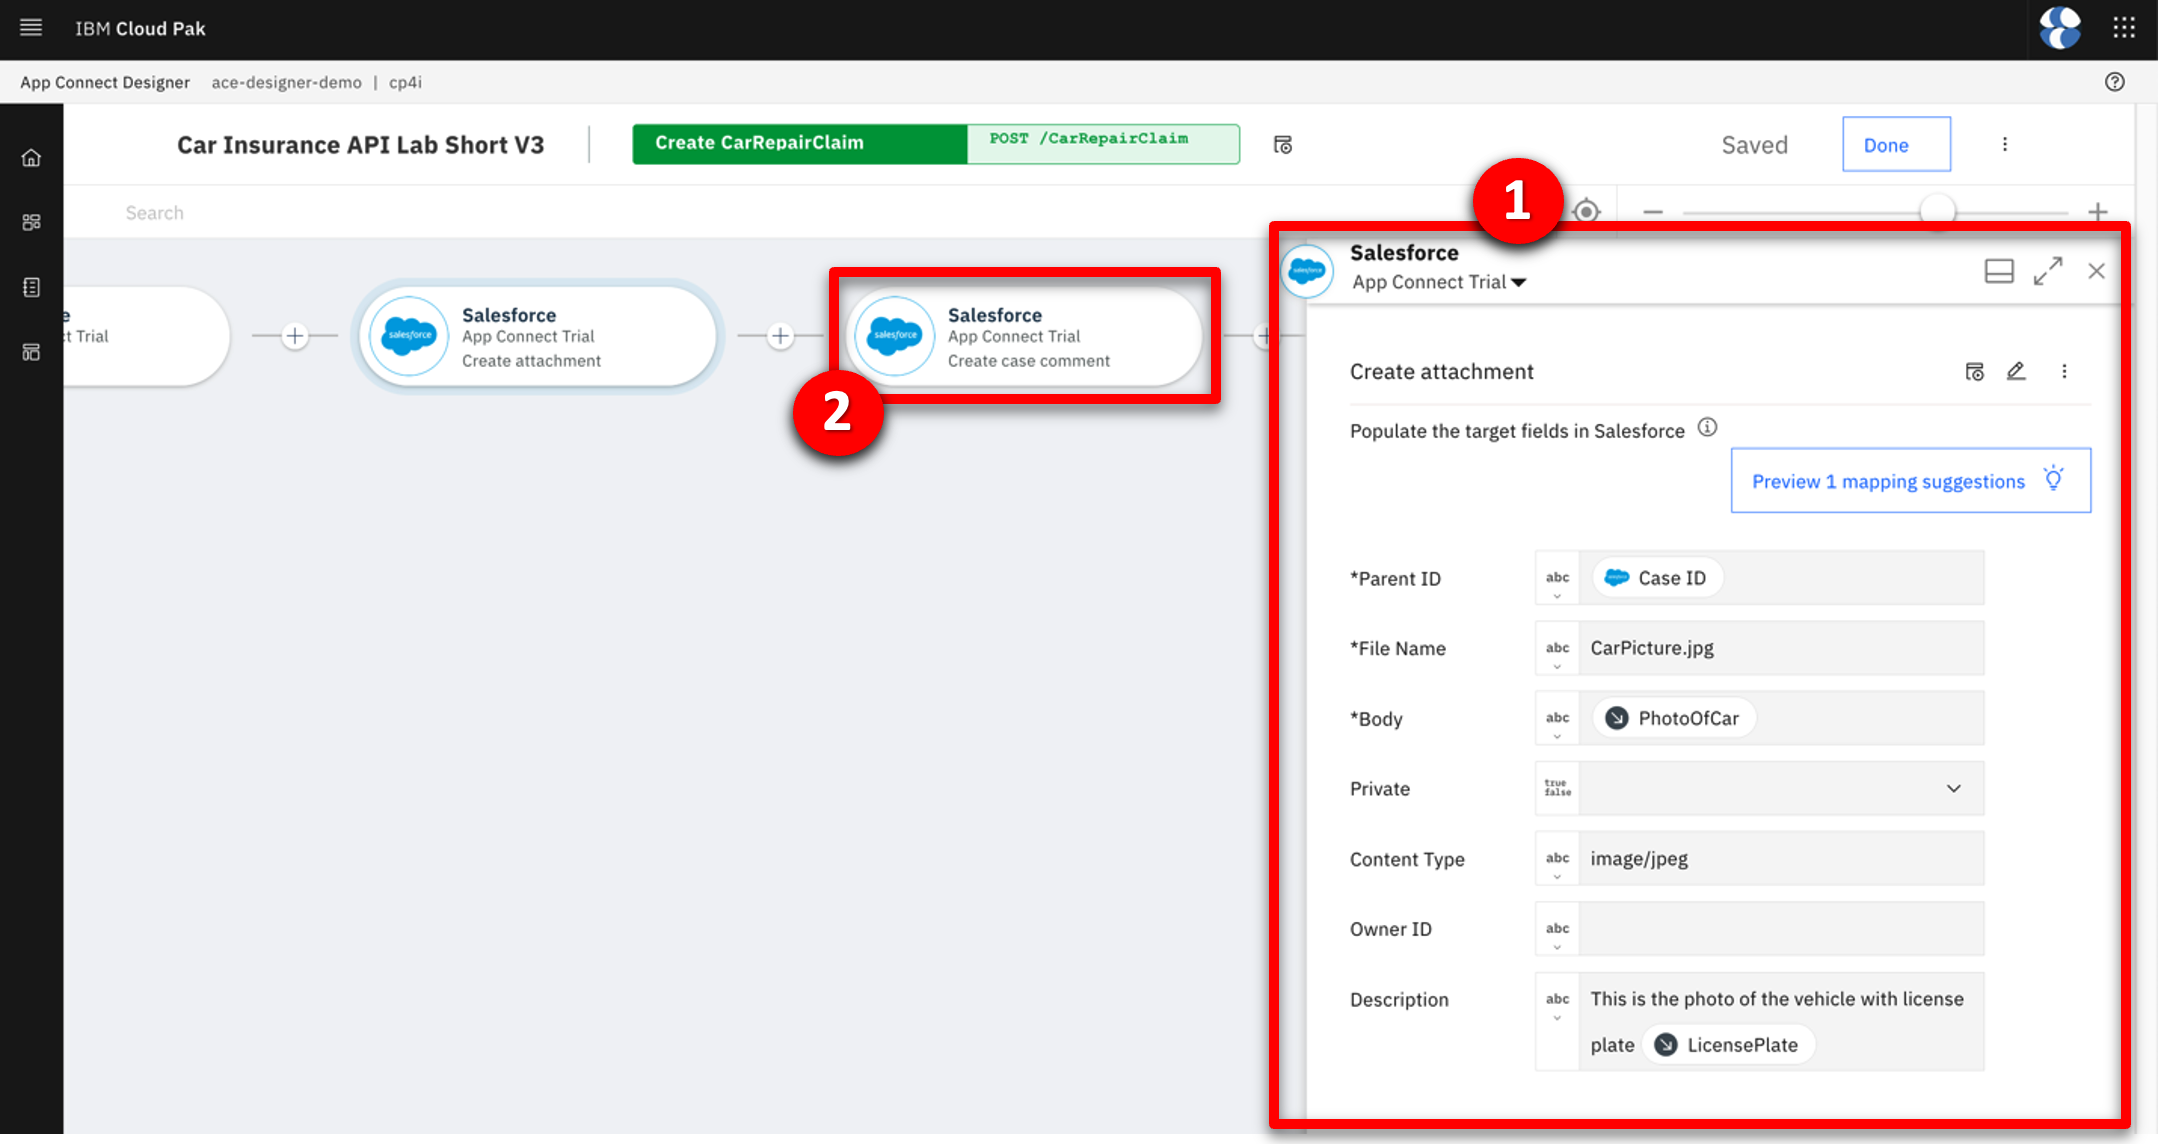 IBM Cloud Pak
App Connect Designer ace-designer-demo | cp4i
Car Insurance API Lab Short V3
Create CarRepairClaim
POST /CarRepairClaim
Saved
Done
Search
1
e
t Trial
salesforce
Salesforce
App Connect Trial
Create attachment
salesforce
Salesforce
App Connect Trial
Create case comment
2
salesforce
Salesforce
App Connect Trial
Create attachment
Populate the target fields in Salesforce
Preview 1 mapping suggestions
*Parent ID abc Case ID
*File Name abc CarPicture.jpg
*Body abc PhotoOfCar
Private true false
Content Type abc image/jpeg
Owner ID abc
Description abc This is the photo of the vehicle with license
plate LicensePlate